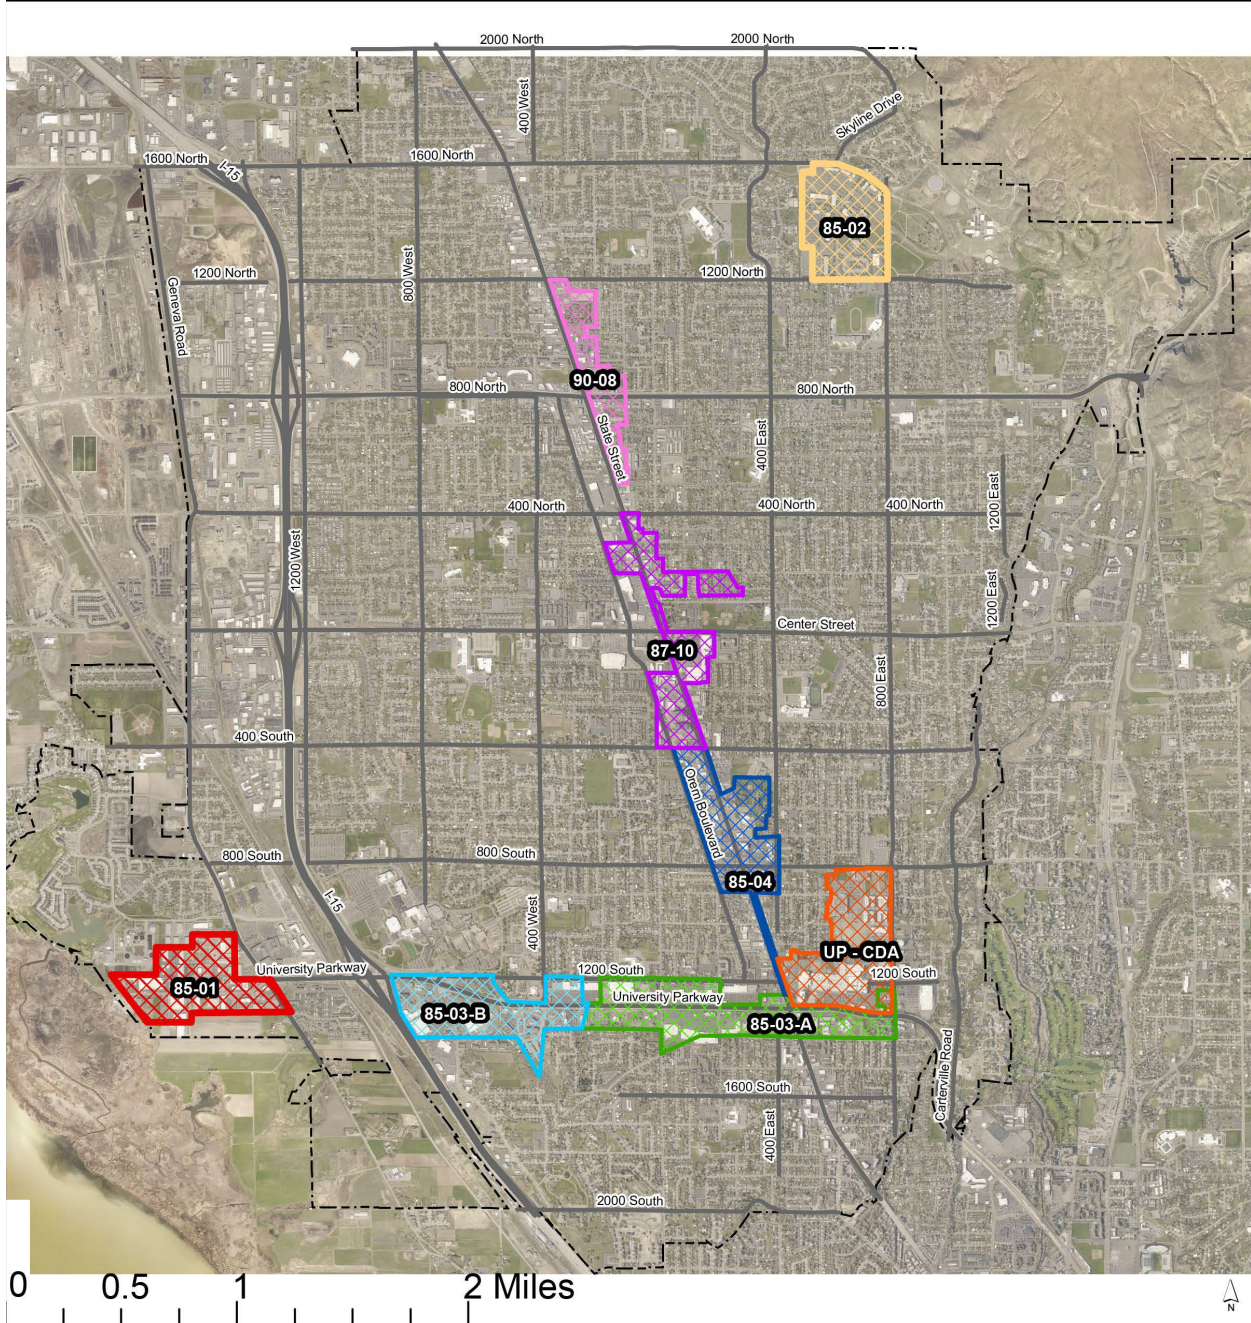 2000 North
2000 North
400 West
Skyline Drive
1600 North
1600 North
I-15
85-02
1200 North
1200 North
800 West
Geneva Road
90-08
800 North
800 North
State Street
400 East
400 North
400 North
400 North
1200 East
1200 West
1200 East
Center Street
87-10
800 East
400 South
Orem Boulevard
800 South
800 South
85-04
I-15
400 West
UP - CDA
University Parkway
1200 South
1200 South
85-01
University Parkway
85-03-B
85-03-A
Carterville Road
1600 South
400 East
2000 South
0 0.5 1 2 Miles
N